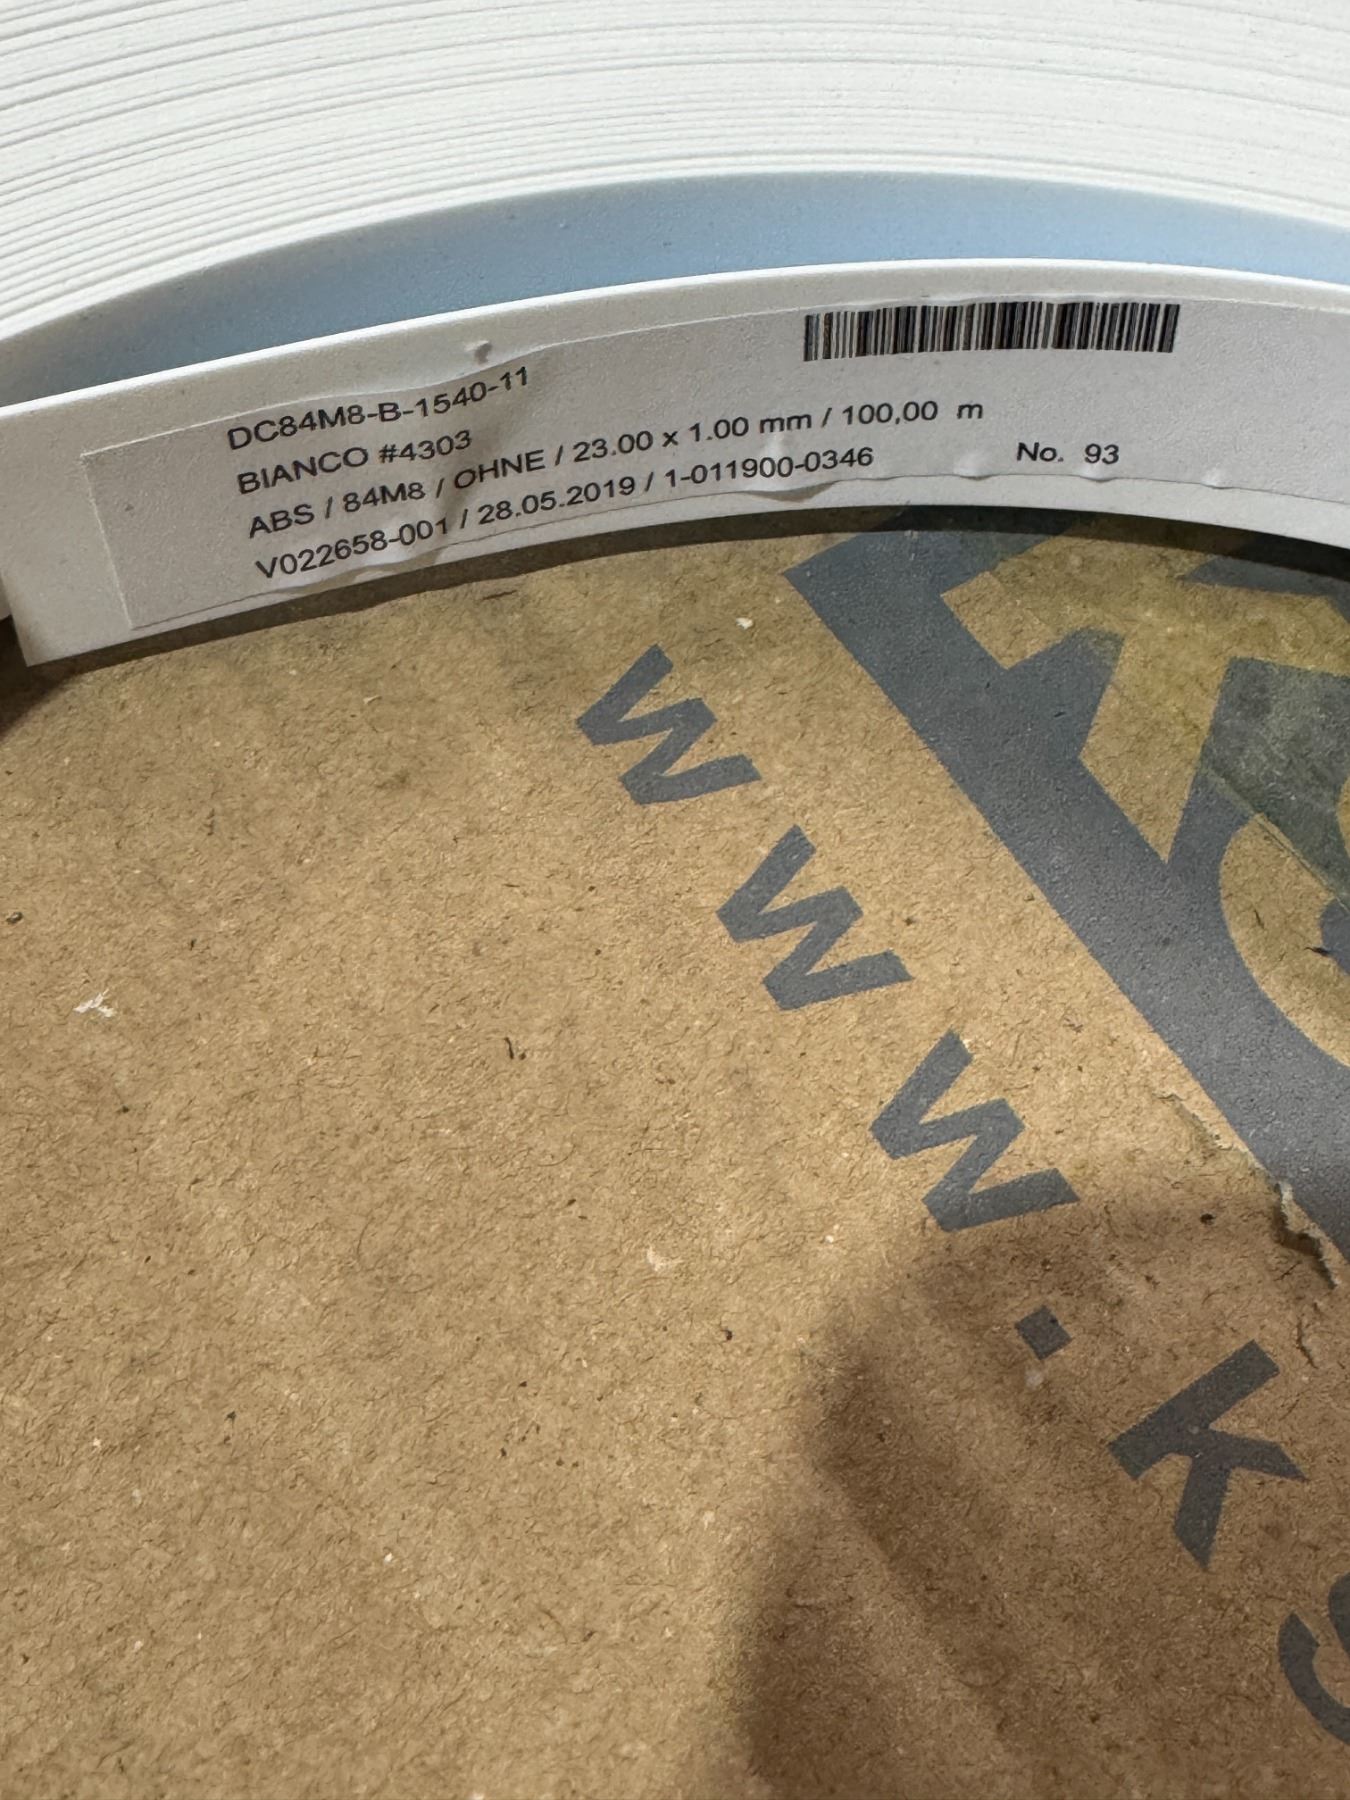 DC84M8-B-1540-11
BIANCO #4303
ABS / 84M8 / OHNE / 23.00 x 1.00 mm / 100,00 m
V022658-001 / 28.05.2019 / 1-011900-0346 No. 93
www.k